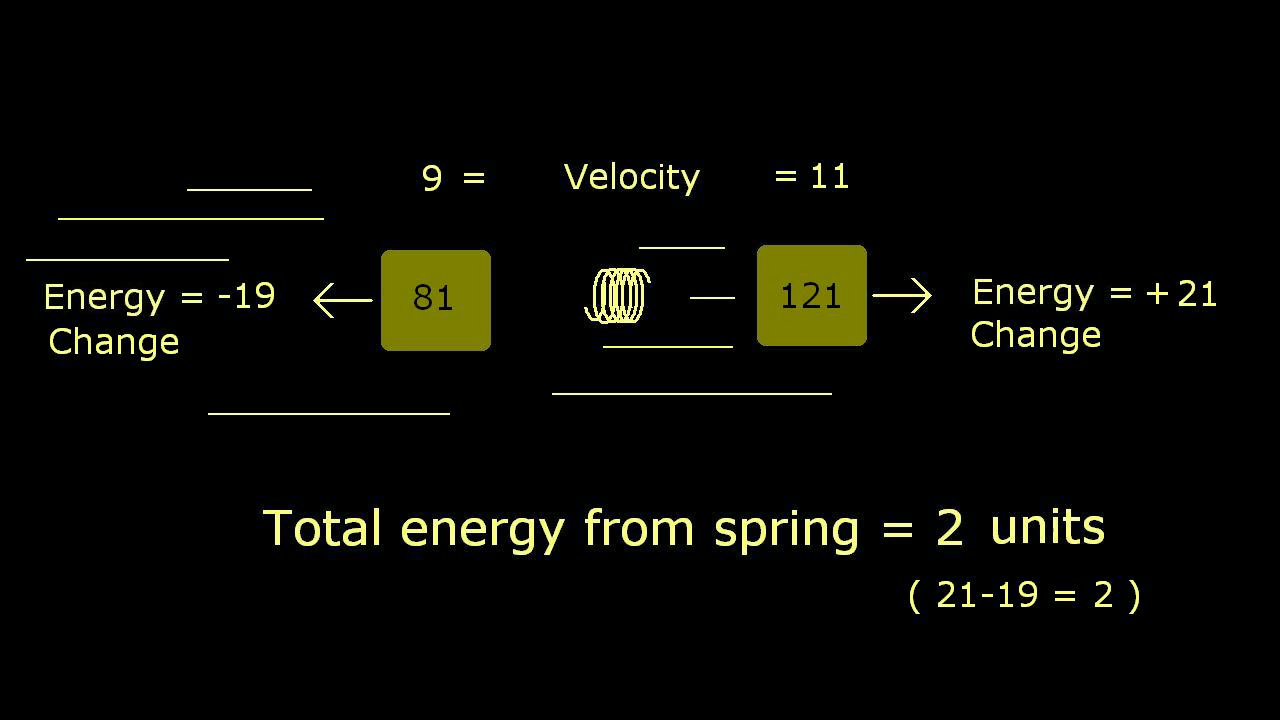 9 = Velocity = 11
Energy = -19 81 121 Energy = + 21
Change Change
Total energy from spring = 2 units
( 21-19 = 2 )